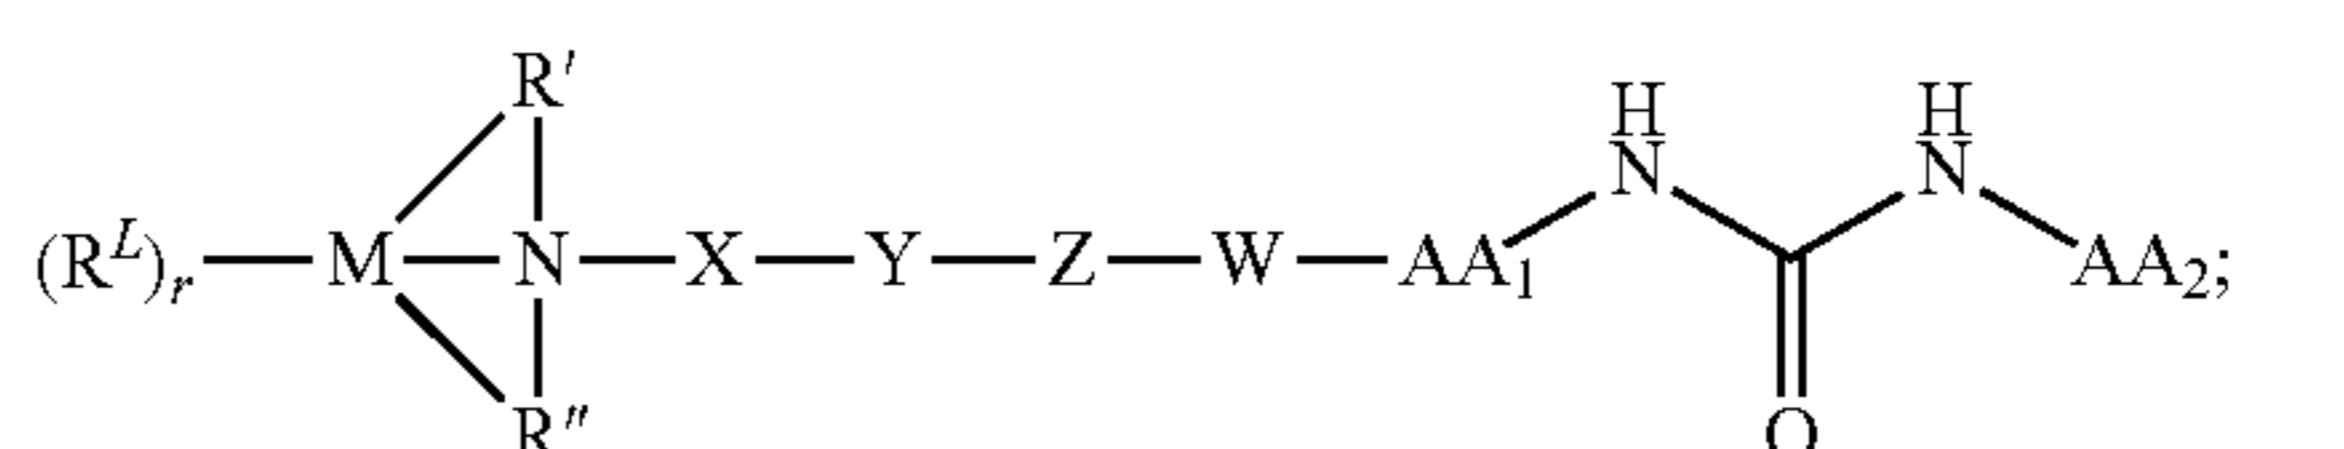 R′
H H
N N
(R^L)_r—M—N—X—Y—Z—W—AA₁ AA₂;
R″ O